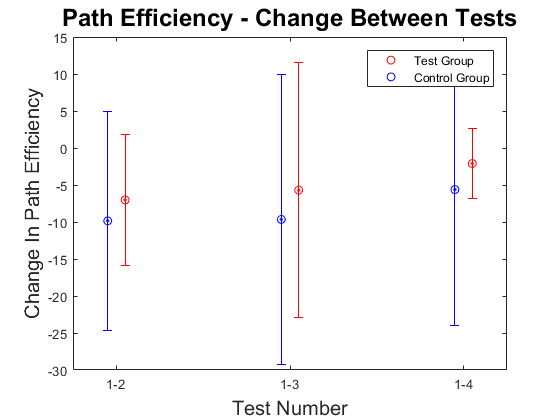 Path Efficiency - Change Between Tests
Test Group
Control Group
15
10
5
0
-5
-10
-15
-20
-25
-30
Change In Path Efficiency
1-2
1-3
1-4
Test Number